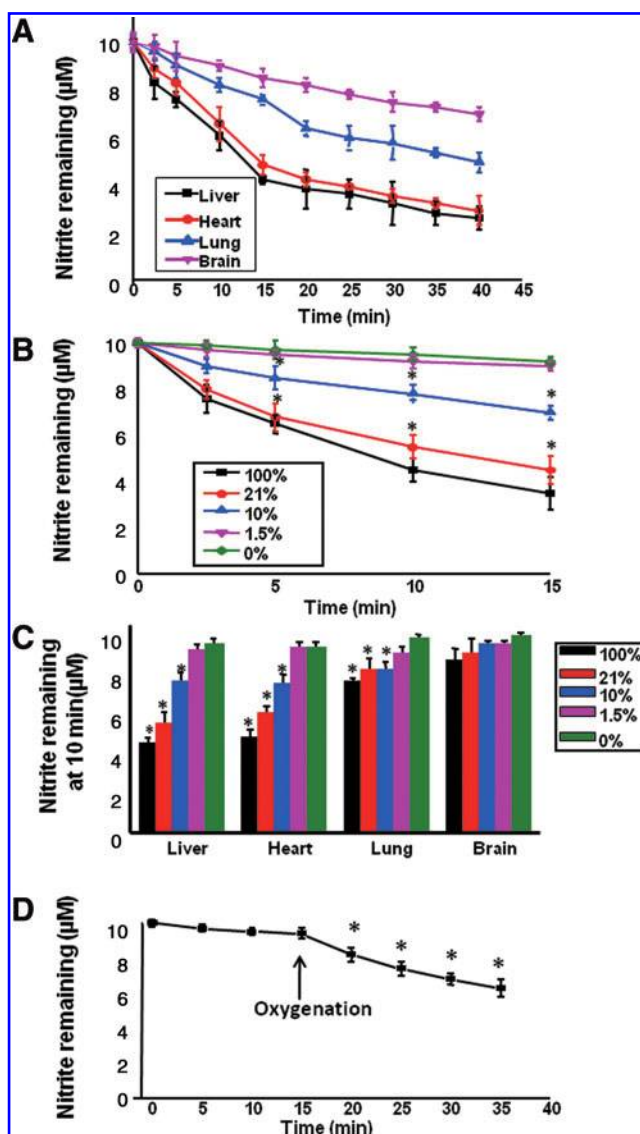 A
Nitrite remaining (µM)
10
8
6
4
2
0
Liver
Heart
Lung
Brain
0 5 10 15 20 25 30 35 40 45
Time (min)
B
Nitrite remaining (µM)
10
8
6
4
2
0
* *
* *
* *
100%
21%
10%
1.5%
0%
0 5 10 15
Time (min)
C
Nitrite remaining
at 10 min(µM)
10
8
6
4
2
0
* * *
* * *
* * *
100%
21%
10%
1.5%
0%
Liver Heart Lung Brain
D
Nitrite remaining (µM)
10
8
6
4
2
0
* * * *
Oxygenation
0 5 10 15 20 25 30 35 40
Time (min)